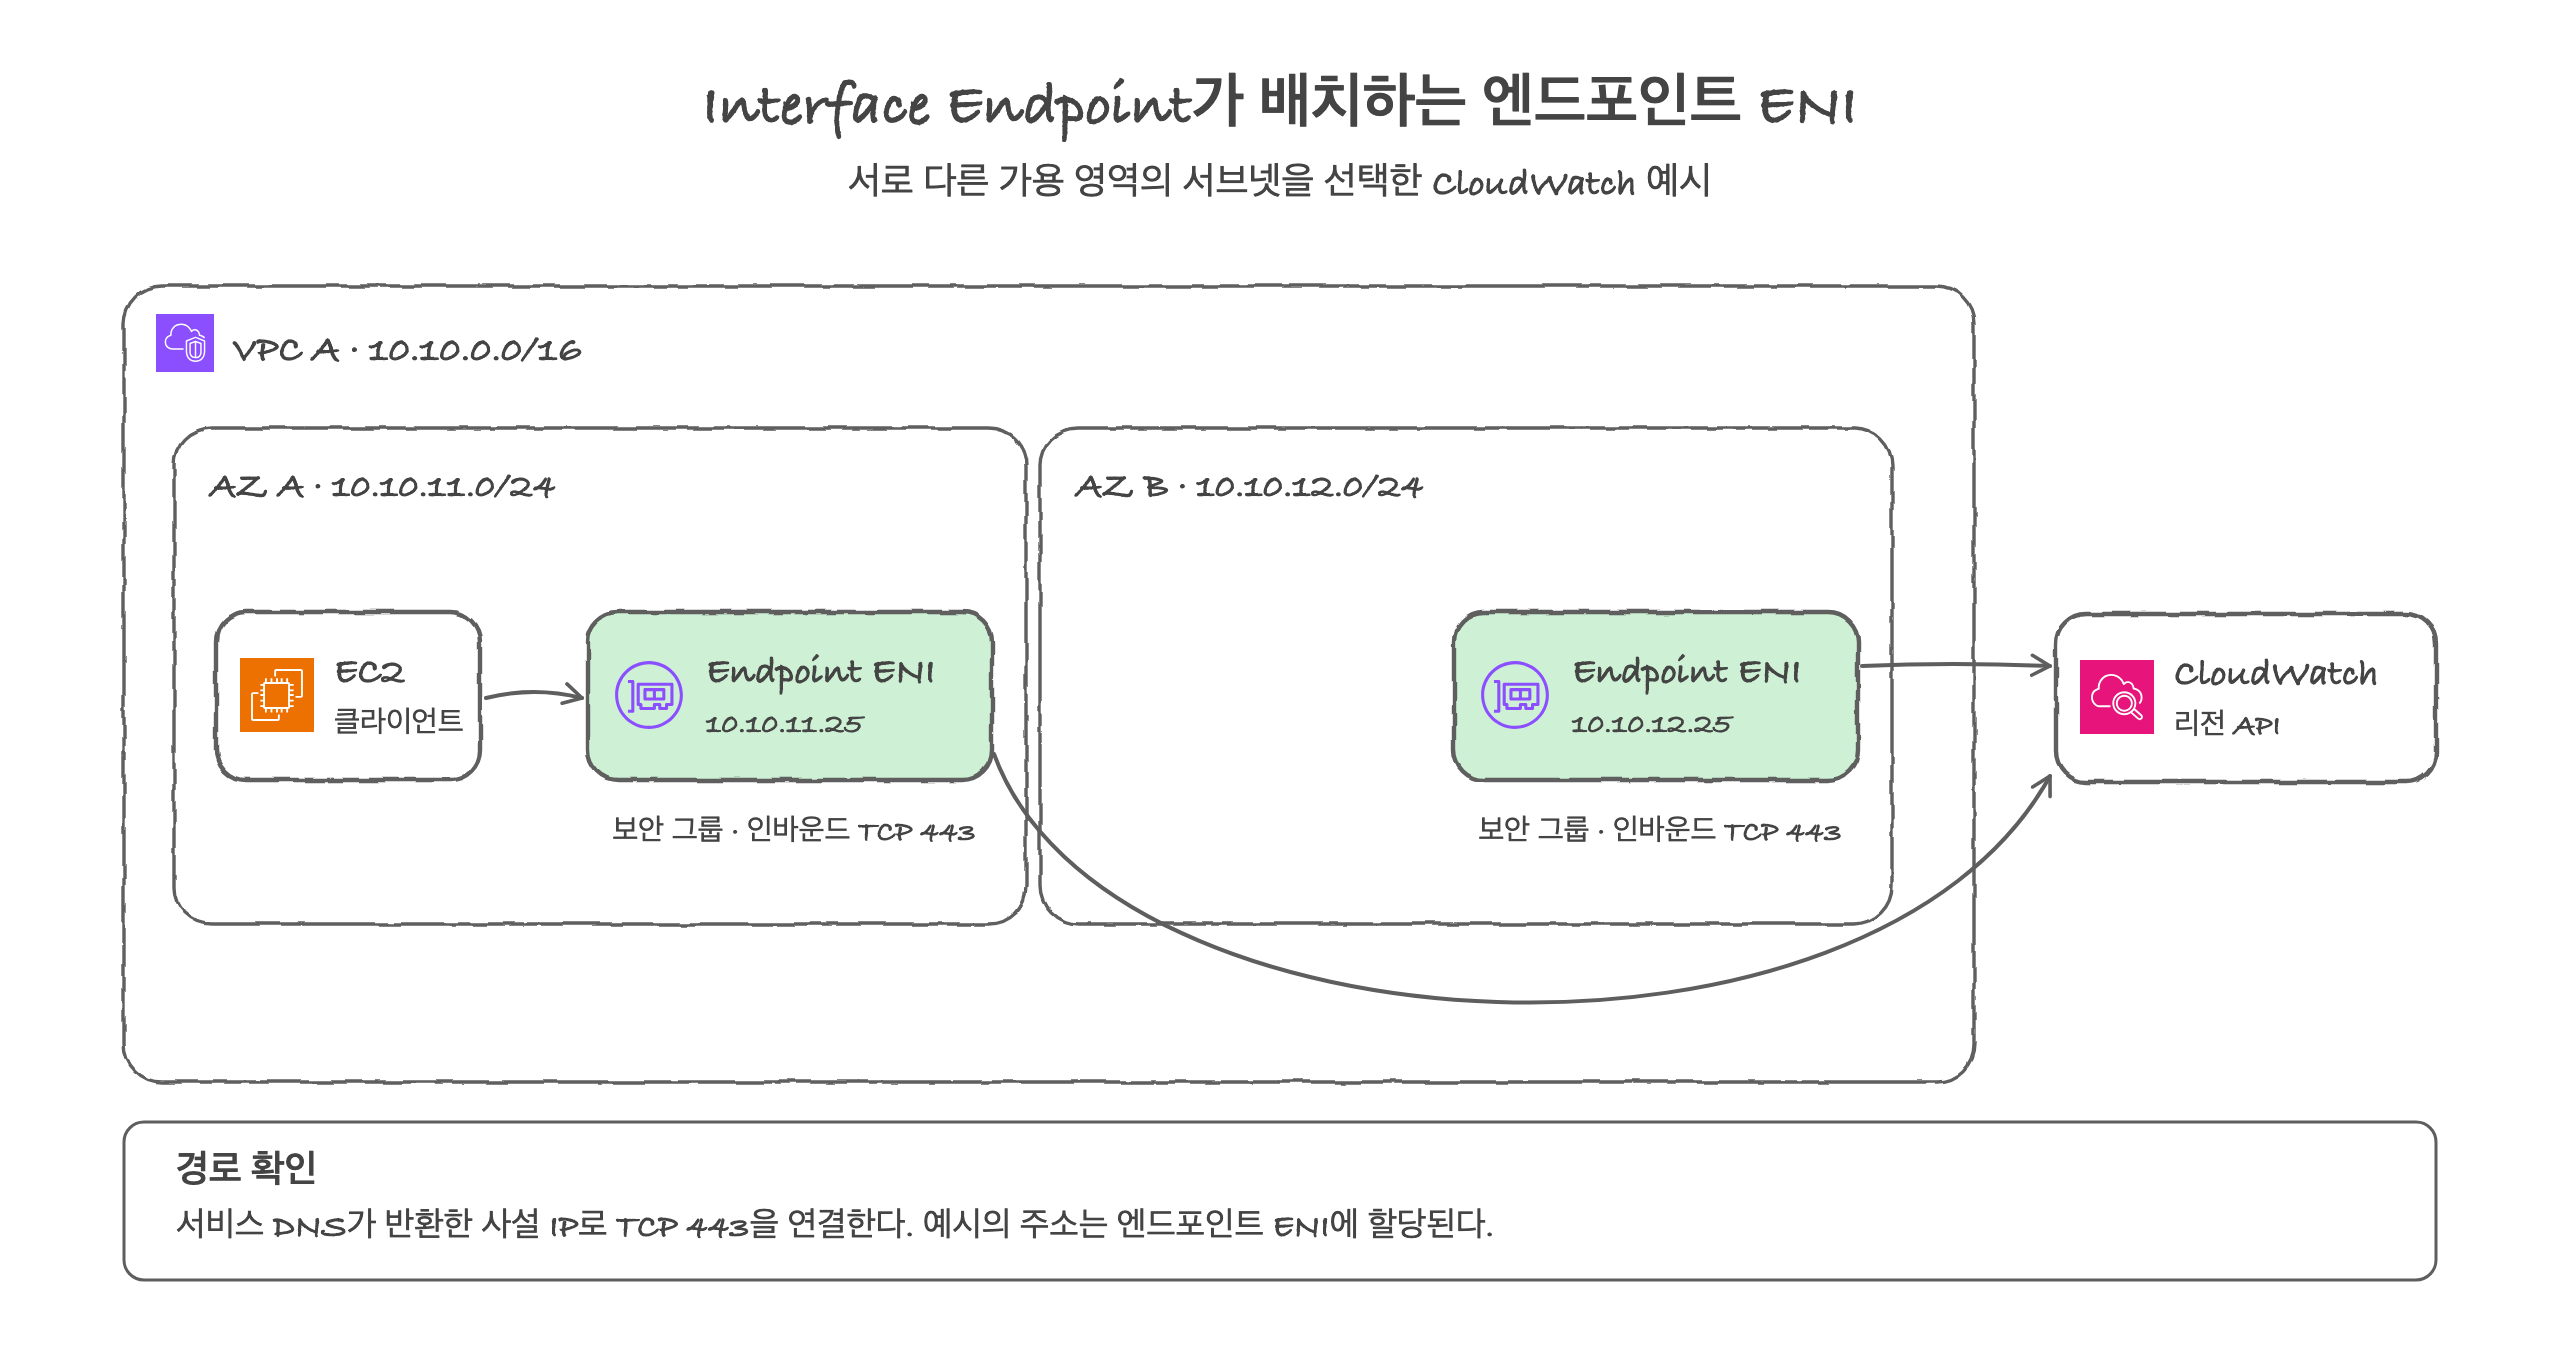 Interface Endpoint가 배치하는 엔드포인트 ENI
서로 다른 가용 영역의 서브넷을 선택한 CloudWatch 예시
VPC A · 10.10.0.0/16
AZ A · 10.10.11.0/24
AZ B · 10.10.12.0/24
EC2
클라이언트
Endpoint ENI
10.10.11.25
보안 그룹 · 인바운드 TCP 443
Endpoint ENI
10.10.12.25
보안 그룹 · 인바운드 TCP 443
CloudWatch
리전 API
경로 확인
서비스 DNS가 반환한 사설 IP로 TCP 443을 연결한다. 예시의 주소는 엔드포인트 ENI에 할당된다.